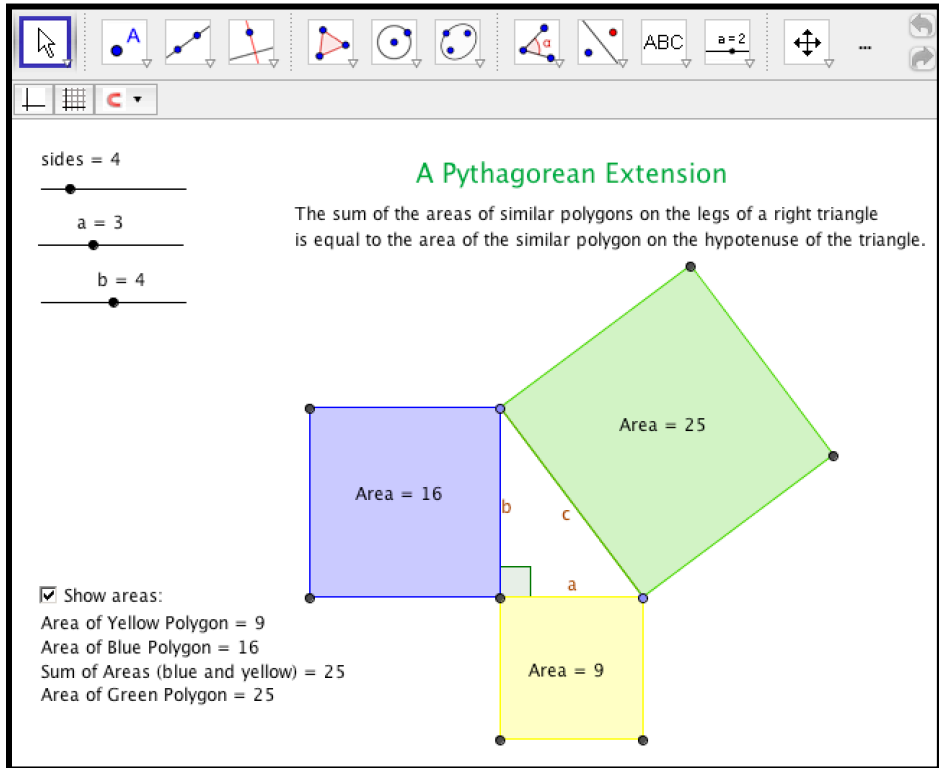 A
α
ABC
a=2
...
sides = 4
a = 3
b = 4
A Pythagorean Extension
The sum of the areas of similar polygons on the legs of a right triangle
is equal to the area of the similar polygon on the hypotenuse of the triangle.
Area = 25
Area = 16
b
c
a
Area = 9
Show areas:
Area of Yellow Polygon = 9
Area of Blue Polygon = 16
Sum of Areas (blue and yellow) = 25
Area of Green Polygon = 25